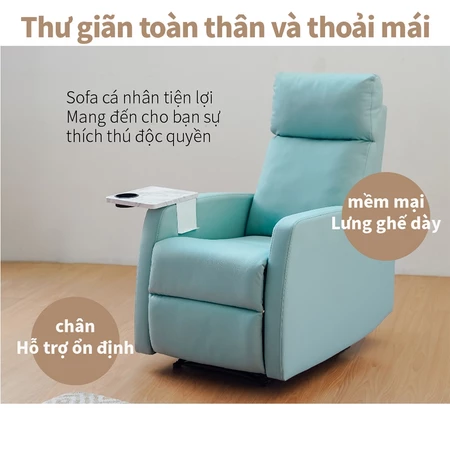 Thư giãn toàn thân và thoải mái
Sofa cá nhân tiện lợi
Mang đến cho bạn sự
thích thú độc quyền
mềm mại
Lưng ghế dày
chân
Hỗ trợ ổn định